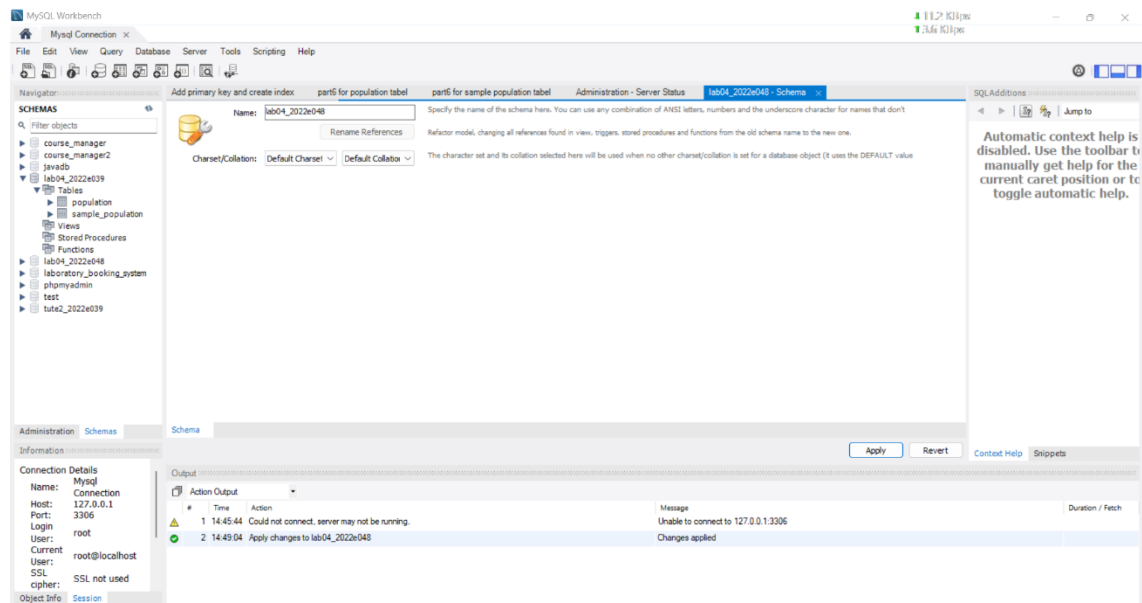 MySQL Workbench
11.2 KBps
3.6 KBps
Mysql Connection ×
File Edit View Query Database Server Tools Scripting Help
Navigator
SCHEMAS
Filter objects
course_manager
course_manager2
javadb
lab04_2022e039
Tables
population
sample_population
Views
Stored Procedures
Functions
lab04_2022e048
laboratory_booking_system
phpmyadmin
test
tute2_2022e039
Administration Schemas
Information
Connection Details
Name: Mysql Connection
Host: 127.0.0.1
Port: 3306
Login User: root
Current User: root@localhost
SSL cipher: SSL not used
Object Info Session
Add primary key and create index part6 for population tabel part6 for sample population tabel Administration - Server Status lab04_2022e048 - Schema ×
Name: lab04_2022e048 Specify the name of the schema here. You can use any combination of ANSI letters, numbers and the underscore character for names that don't
Rename References Refactor model, changing all references found in view, triggers, stored procedures and functions from the old schema name to the new one.
Charset/Collation: Default Charset Default Collation The character set and its collation selected here will be used when no other charset/collation is set for a database object (it uses the DEFAULT value
Schema
Apply Revert
Output
Action Output
# Time Action Message Duration / Fetch
1 14:45:44 Could not connect, server may not be running. Unable to connect to 127.0.0.1:3306
2 14:49:04 Apply changes to lab04_2022e048 Changes applied
SQLAdditions
Jump to
Automatic context help is
disabled. Use the toolbar to
manually get help for the
current caret position or to
toggle automatic help.
Context Help Snippets